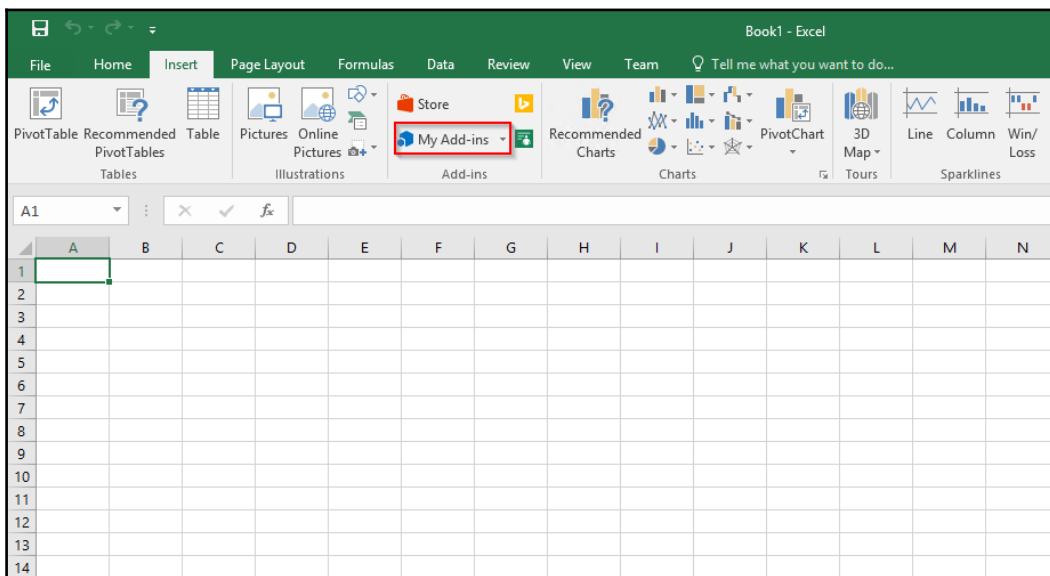 Book1 - Excel
File Home Insert Page Layout Formulas Data Review View Team Tell me what you want to do...
PivotTable Recommended PivotTables Table
Tables
Pictures Online Pictures
Illustrations
Store
My Add-ins
Add-ins
Recommended Charts
PivotChart
Charts
3D Map
Tours
Line Column Win/ Loss
Sparklines
A1 fx
A B C D E F G H I J K L M N
1
2
3
4
5
6
7
8
9
10
11
12
13
14